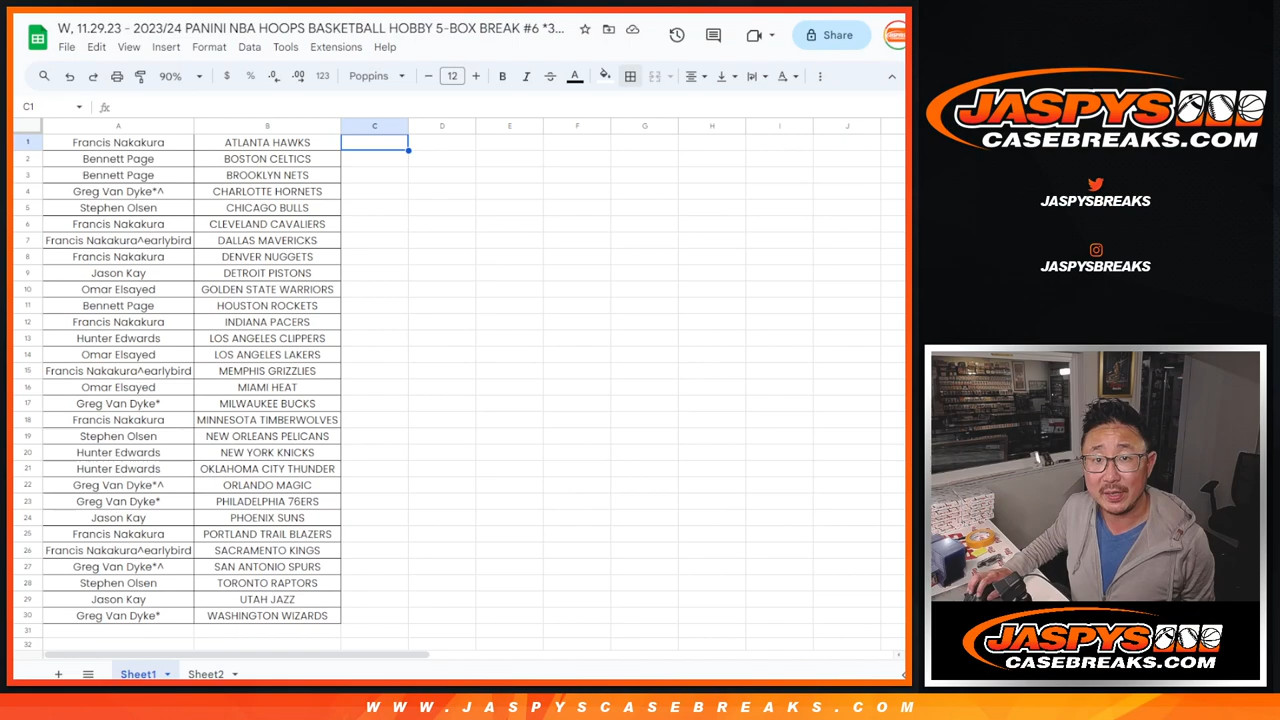 W, 11.29.23 - 2023/24 PANINI NBA HOOPS BASKETBALL HOBBY 5-BOX BREAK #6 *3...
File Edit View Insert Format Data Tools Extensions Help
Share
90% $ % .0 .00 123 Poppins 12 B I A
C1 fx
A B C D E F G H I J
1 Francis Nakakura ATLANTA HAWKS
2 Bennett Page BOSTON CELTICS
3 Bennett Page BROOKLYN NETS
4 Greg Van Dyke*^ CHARLOTTE HORNETS
5 Stephen Olsen CHICAGO BULLS
6 Francis Nakakura CLEVELAND CAVALIERS
7 Francis Nakakura^earlybird DALLAS MAVERICKS
8 Francis Nakakura DENVER NUGGETS
9 Jason Kay DETROIT PISTONS
10 Omar Elsayed GOLDEN STATE WARRIORS
11 Bennett Page HOUSTON ROCKETS
12 Francis Nakakura INDIANA PACERS
13 Hunter Edwards LOS ANGELES CLIPPERS
14 Omar Elsayed LOS ANGELES LAKERS
15 Francis Nakakura^earlybird MEMPHIS GRIZZLIES
16 Omar Elsayed MIAMI HEAT
17 Greg Van Dyke* MILWAUKEE BUCKS
18 Francis Nakakura MINNESOTA TIMBERWOLVES
19 Stephen Olsen NEW ORLEANS PELICANS
20 Hunter Edwards NEW YORK KNICKS
21 Hunter Edwards OKLAHOMA CITY THUNDER
22 Greg Van Dyke*^ ORLANDO MAGIC
23 Greg Van Dyke* PHILADELPHIA 76ERS
24 Jason Kay PHOENIX SUNS
25 Francis Nakakura PORTLAND TRAIL BLAZERS
26 Francis Nakakura^earlybird SACRAMENTO KINGS
27 Greg Van Dyke*^ SAN ANTONIO SPURS
28 Stephen Olsen TORONTO RAPTORS
29 Jason Kay UTAH JAZZ
30 Greg Van Dyke* WASHINGTON WIZARDS
31
32
Sheet1 Sheet2
JASPYS
CASEBREAKS.COM
JASPYSBREAKS
JASPYSBREAKS
JASPYS
CASEBREAKS.COM
WWW.JASPYSCASEBREAKS.COM